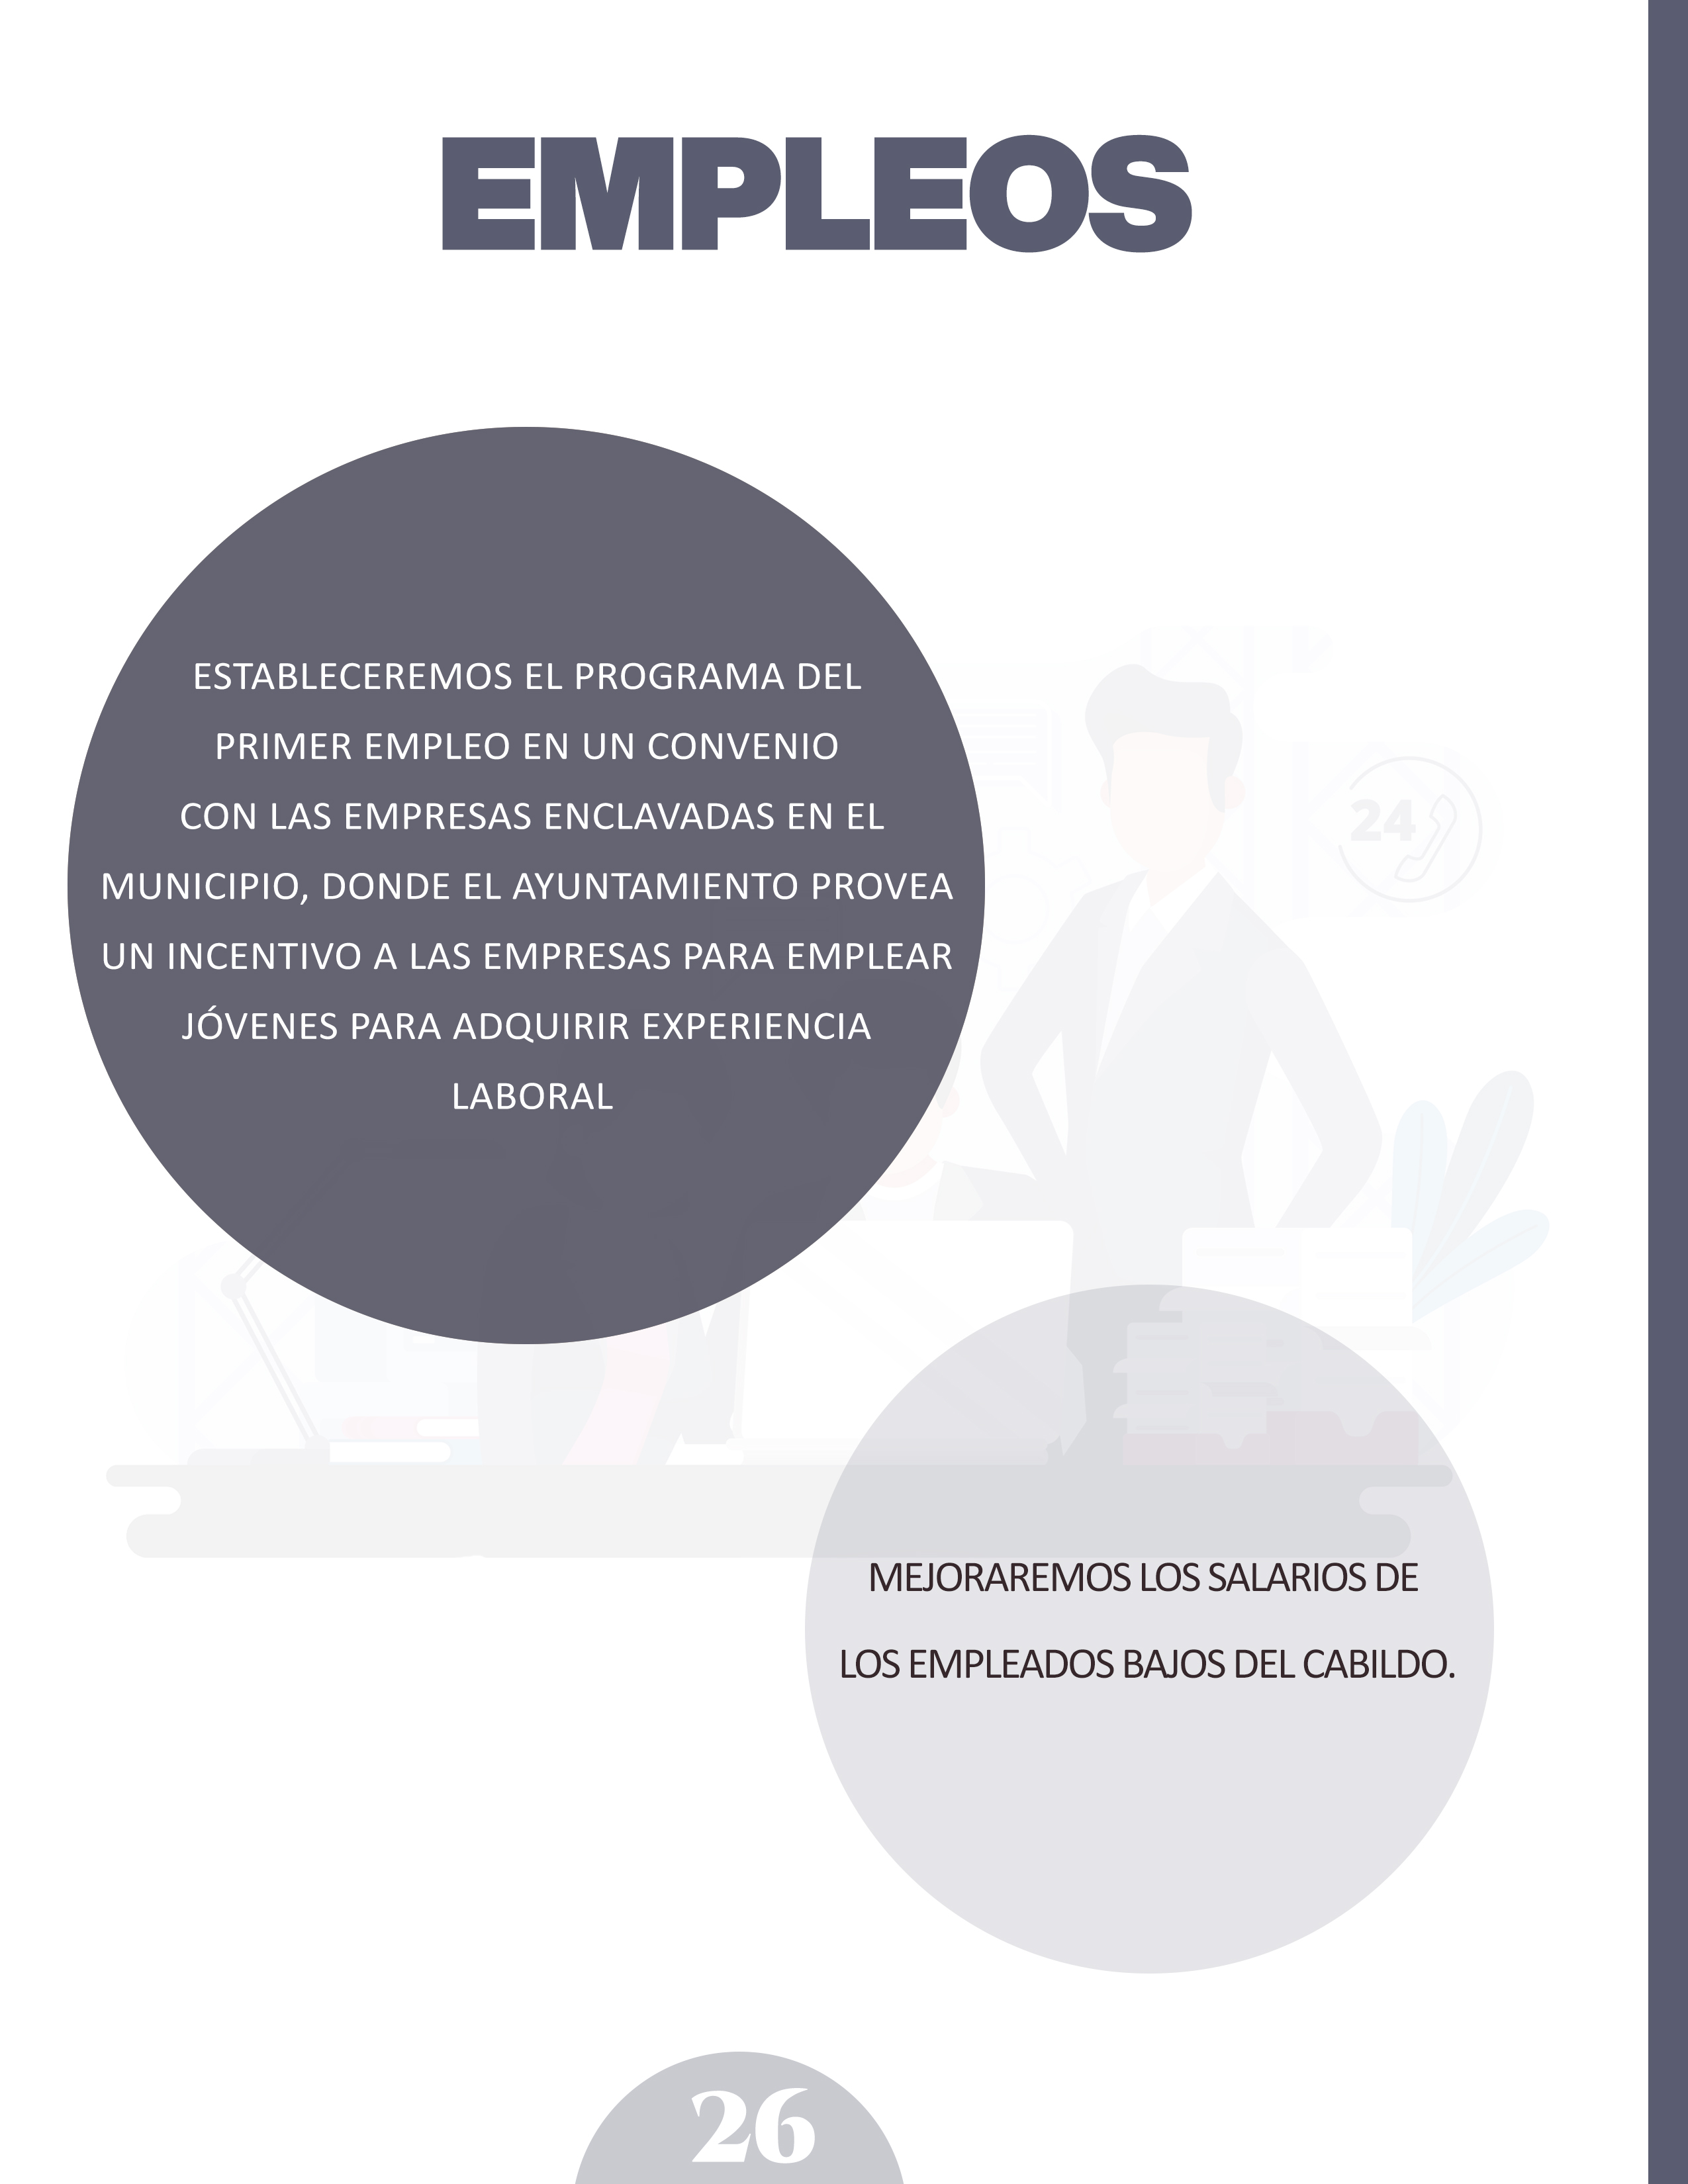 EMPLEOS
ESTABLECEREMOS EL PROGRAMA DEL
PRIMER EMPLEO EN UN CONVENIO
CON LAS EMPRESAS ENCLAVADAS EN EL
MUNICIPIO, DONDE EL AYUNTAMIENTO PROVEA
UN INCENTIVO A LAS EMPRESAS PARA EMPLEAR
JÓVENES PARA ADQUIRIR EXPERIENCIA
LABORAL
24
MEJORAREMOS LOS SALARIOS DE
LOS EMPLEADOS BAJOS DEL CABILDO.
26